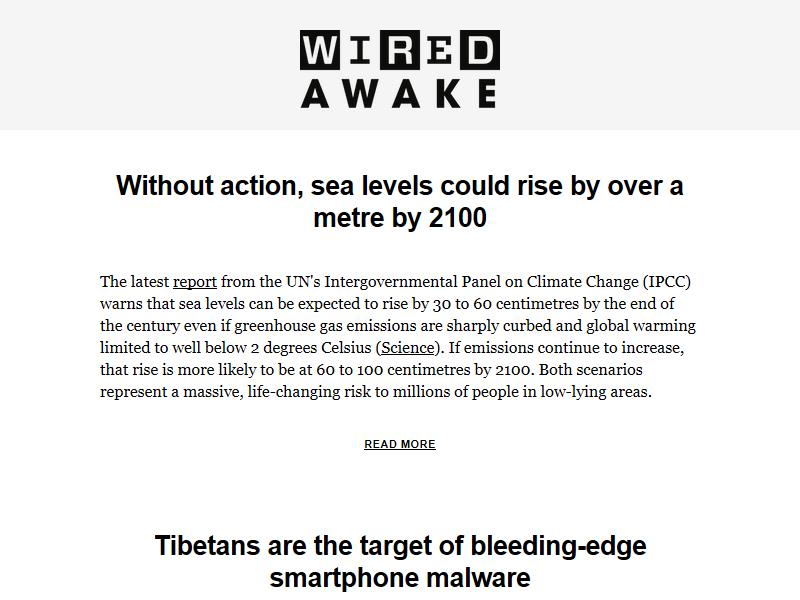 WIRED
AWAKE
Without action, sea levels could rise by over a
metre by 2100
The latest report from the UN's Intergovernmental Panel on Climate Change (IPCC)
warns that sea levels can be expected to rise by 30 to 60 centimetres by the end of
the century even if greenhouse gas emissions are sharply curbed and global warming
limited to well below 2 degrees Celsius (Science). If emissions continue to increase,
that rise is more likely to be at 60 to 100 centimetres by 2100. Both scenarios
represent a massive, life-changing risk to millions of people in low-lying areas.
READ MORE
Tibetans are the target of bleeding-edge
smartphone malware